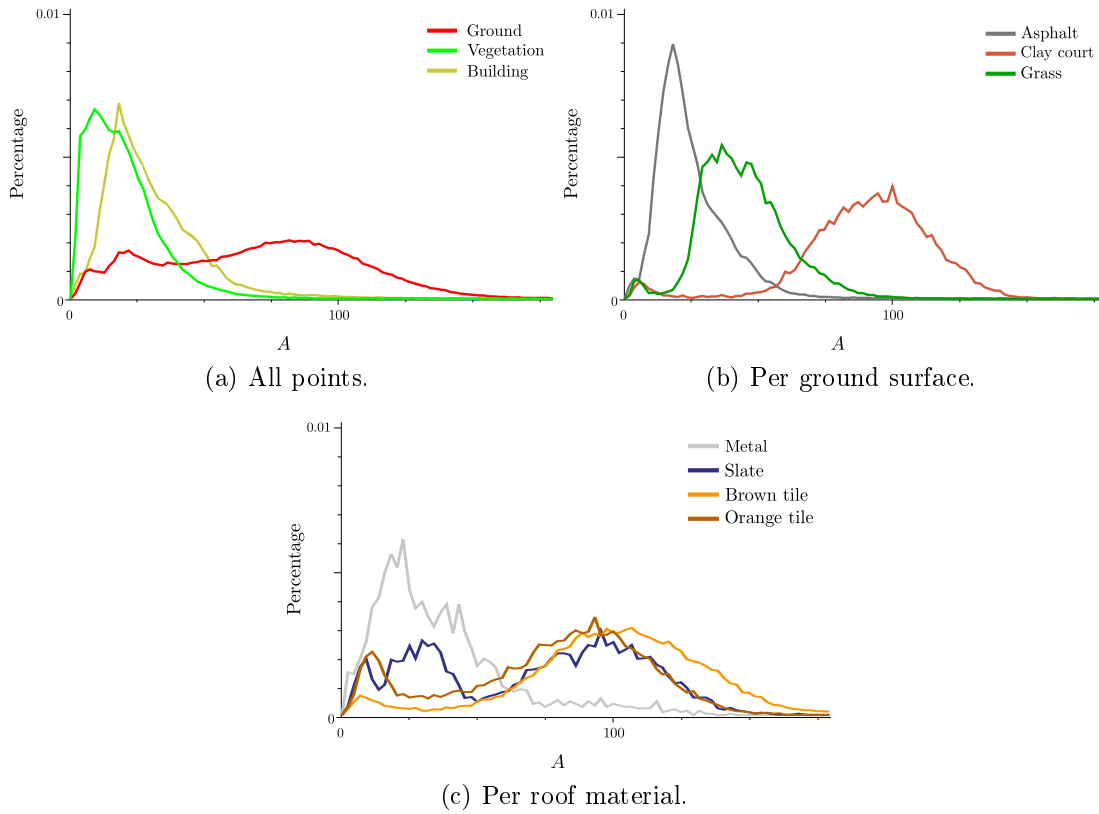 0.01
Ground
Vegetation
Building
Percentage
0
0
100
A
(a) All points.
0.01
Asphalt
Clay court
Grass
Percentage
0
0
100
A
(b) Per ground surface.
0.01
Metal
Slate
Brown tile
Orange tile
Percentage
0
0
100
A
(c) Per roof material.